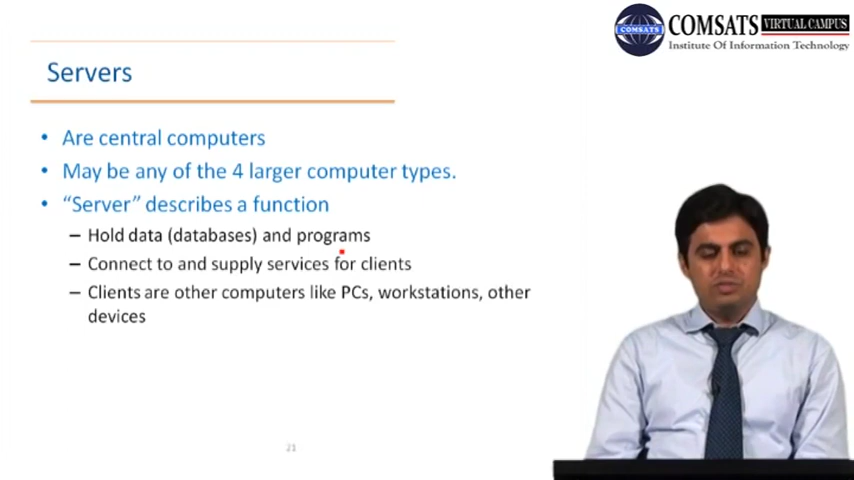 COMSATS VIRTUAL CAMPUS
COMSATS
Institute Of Information Technology
Servers
• Are central computers
• May be any of the 4 larger computer types.
• “Server” describes a function
– Hold data (databases) and programs
– Connect to and supply services for clients
– Clients are other computers like PCs, workstations, other
devices
21